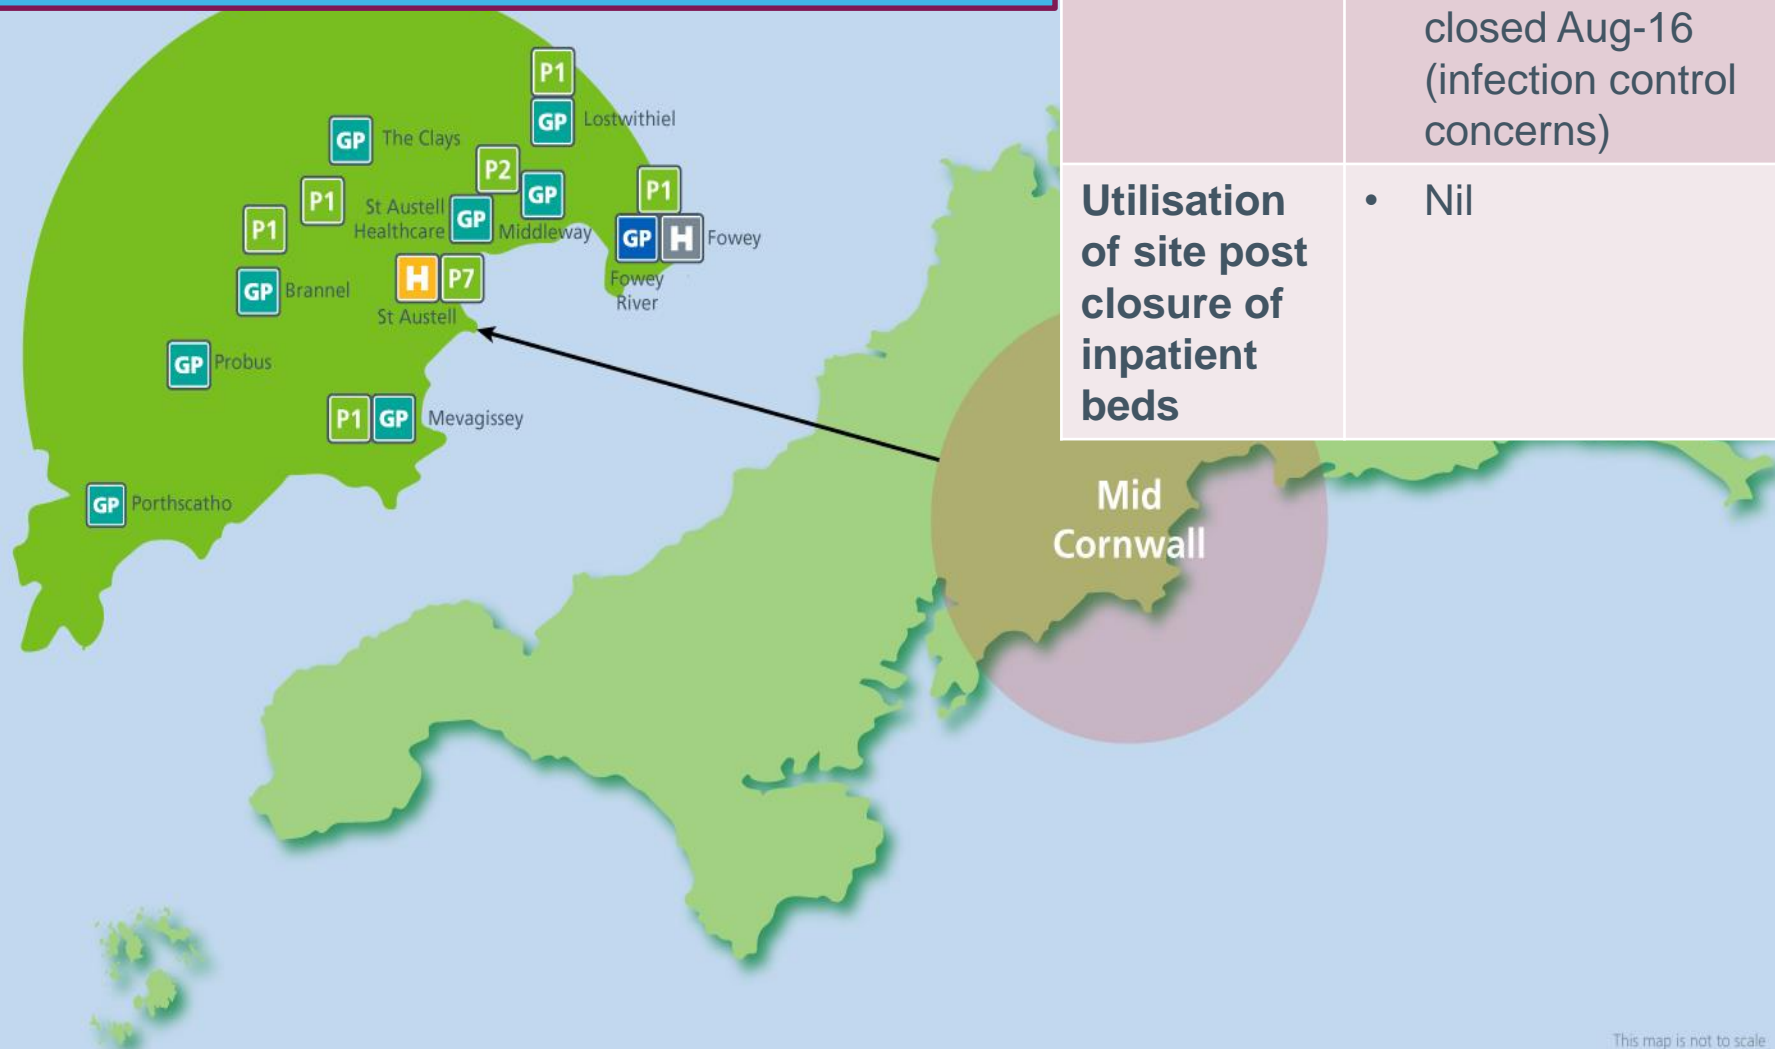 closed Aug-16
(infection control
concerns)
Utilisation
of site post
closure of
inpatient
beds
• Nil
P1
GP Lostwithiel
GP The Clays
P2
GP
P1
P1
P1
St Austell
Healthcare
GP
Middleway
GP H Fowey
Fowey
River
GP Brannel
H P7
St Austell
GP Probus
P1 GP Mevagissey
GP Porthscatho
Mid
Cornwall
This map is not to scale